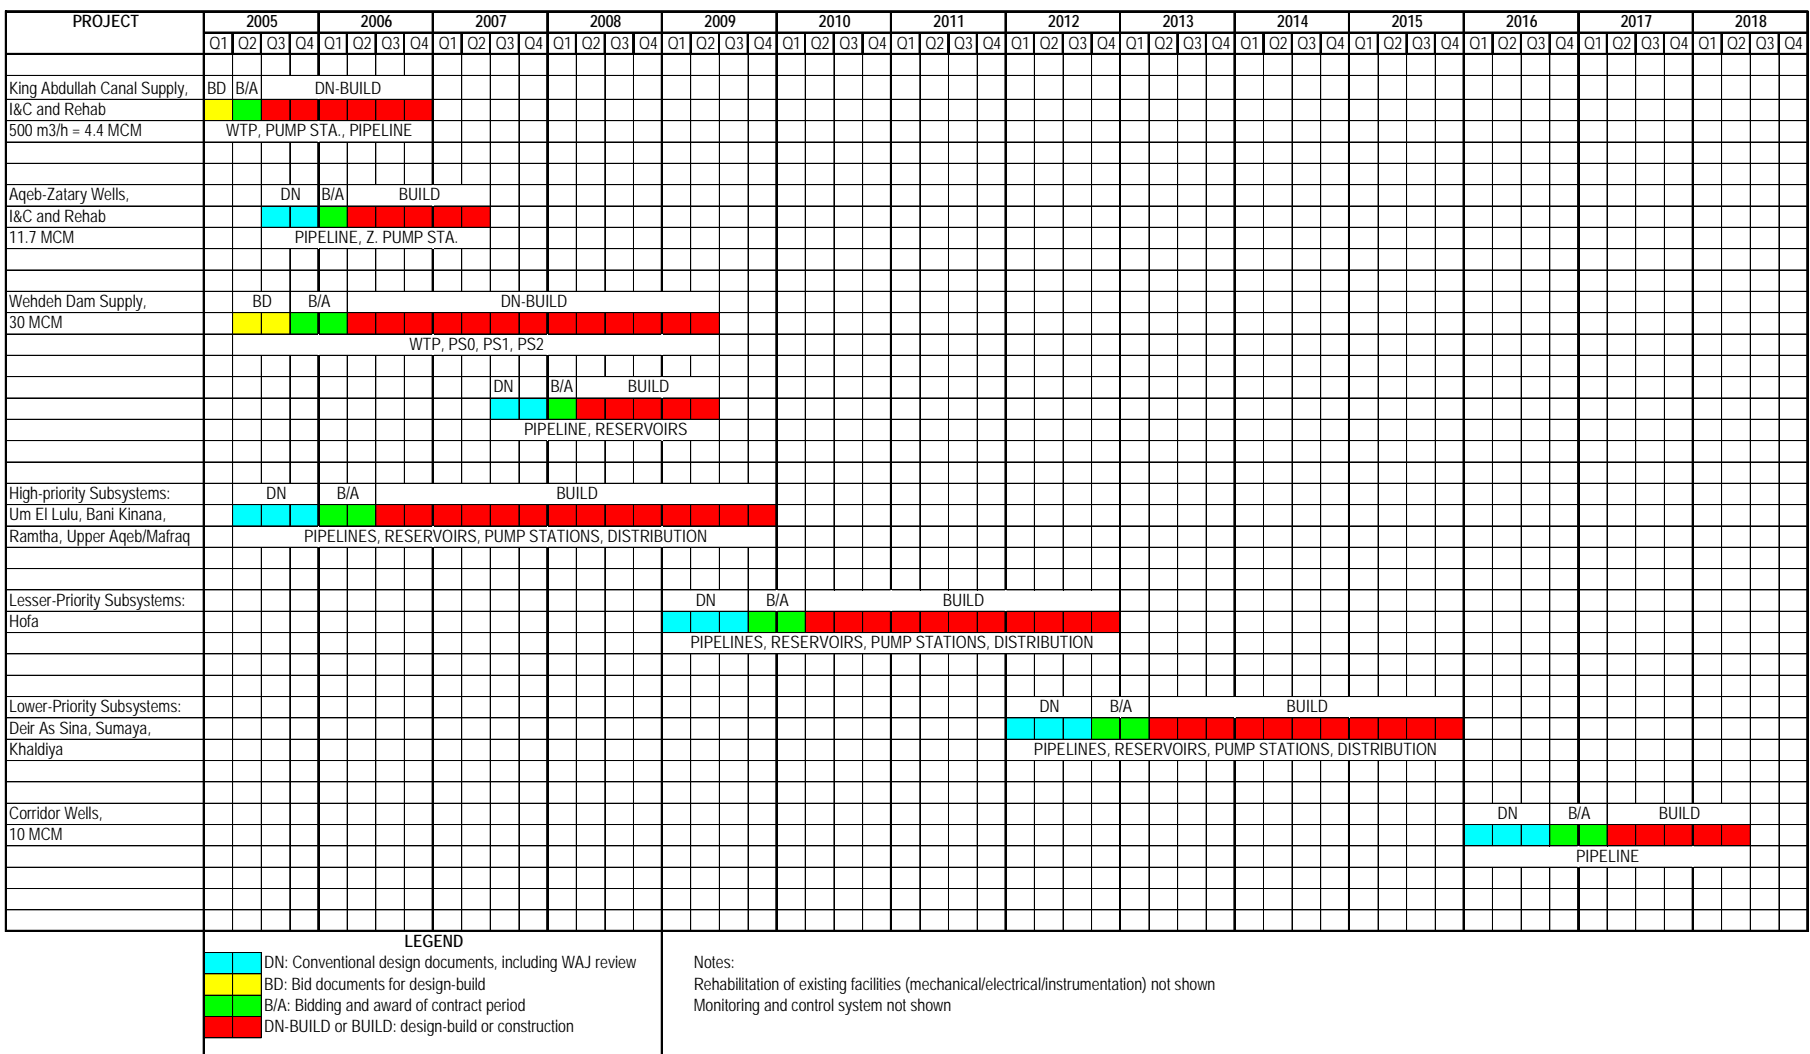 PROJECT 2005 2006 2007 2008 2009 2010 2011 2012 2013 2014 2015 2016 2017 2018
Q1 Q2 Q3 Q4 Q1 Q2 Q3 Q4 Q1 Q2 Q3 Q4 Q1 Q2 Q3 Q4 Q1 Q2 Q3 Q4 Q1 Q2 Q3 Q4 Q1 Q2 Q3 Q4 Q1 Q2 Q3 Q4 Q1 Q2 Q3 Q4 Q1 Q2 Q3 Q4 Q1 Q2 Q3 Q4 Q1 Q2 Q3 Q4 Q1 Q2 Q3 Q4 Q1 Q2 Q3 Q4
King Abdullah Canal Supply, BD B/A DN-BUILD
I&C and Rehab
500 m3/h = 4.4 MCM WTP, PUMP STA., PIPELINE
Aqeb-Zatary Wells, DN B/A BUILD
I&C and Rehab
11.7 MCM PIPELINE, Z. PUMP STA.
Wehdeh Dam Supply, BD B/A DN-BUILD
30 MCM
WTP, PS0, PS1, PS2
DN B/A BUILD
PIPELINE, RESERVOIRS
High-priority Subsystems: DN B/A BUILD
Um El Lulu, Bani Kinana,
Ramtha, Upper Aqeb/Mafraq PIPELINES, RESERVOIRS, PUMP STATIONS, DISTRIBUTION
Lesser-Priority Subsystems: DN B/A BUILD
Hofa
PIPELINES, RESERVOIRS, PUMP STATIONS, DISTRIBUTION
Lower-Priority Subsystems: DN B/A BUILD
Deir As Sina, Sumaya,
Khaldiya PIPELINES, RESERVOIRS, PUMP STATIONS, DISTRIBUTION
Corridor Wells, DN B/A BUILD
10 MCM
PIPELINE
LEGEND
DN: Conventional design documents, including WAJ review
BD: Bid documents for design-build
B/A: Bidding and award of contract period
DN-BUILD or BUILD: design-build or construction
Notes:
Rehabilitation of existing facilities (mechanical/electrical/instrumentation) not shown
Monitoring and control system not shown